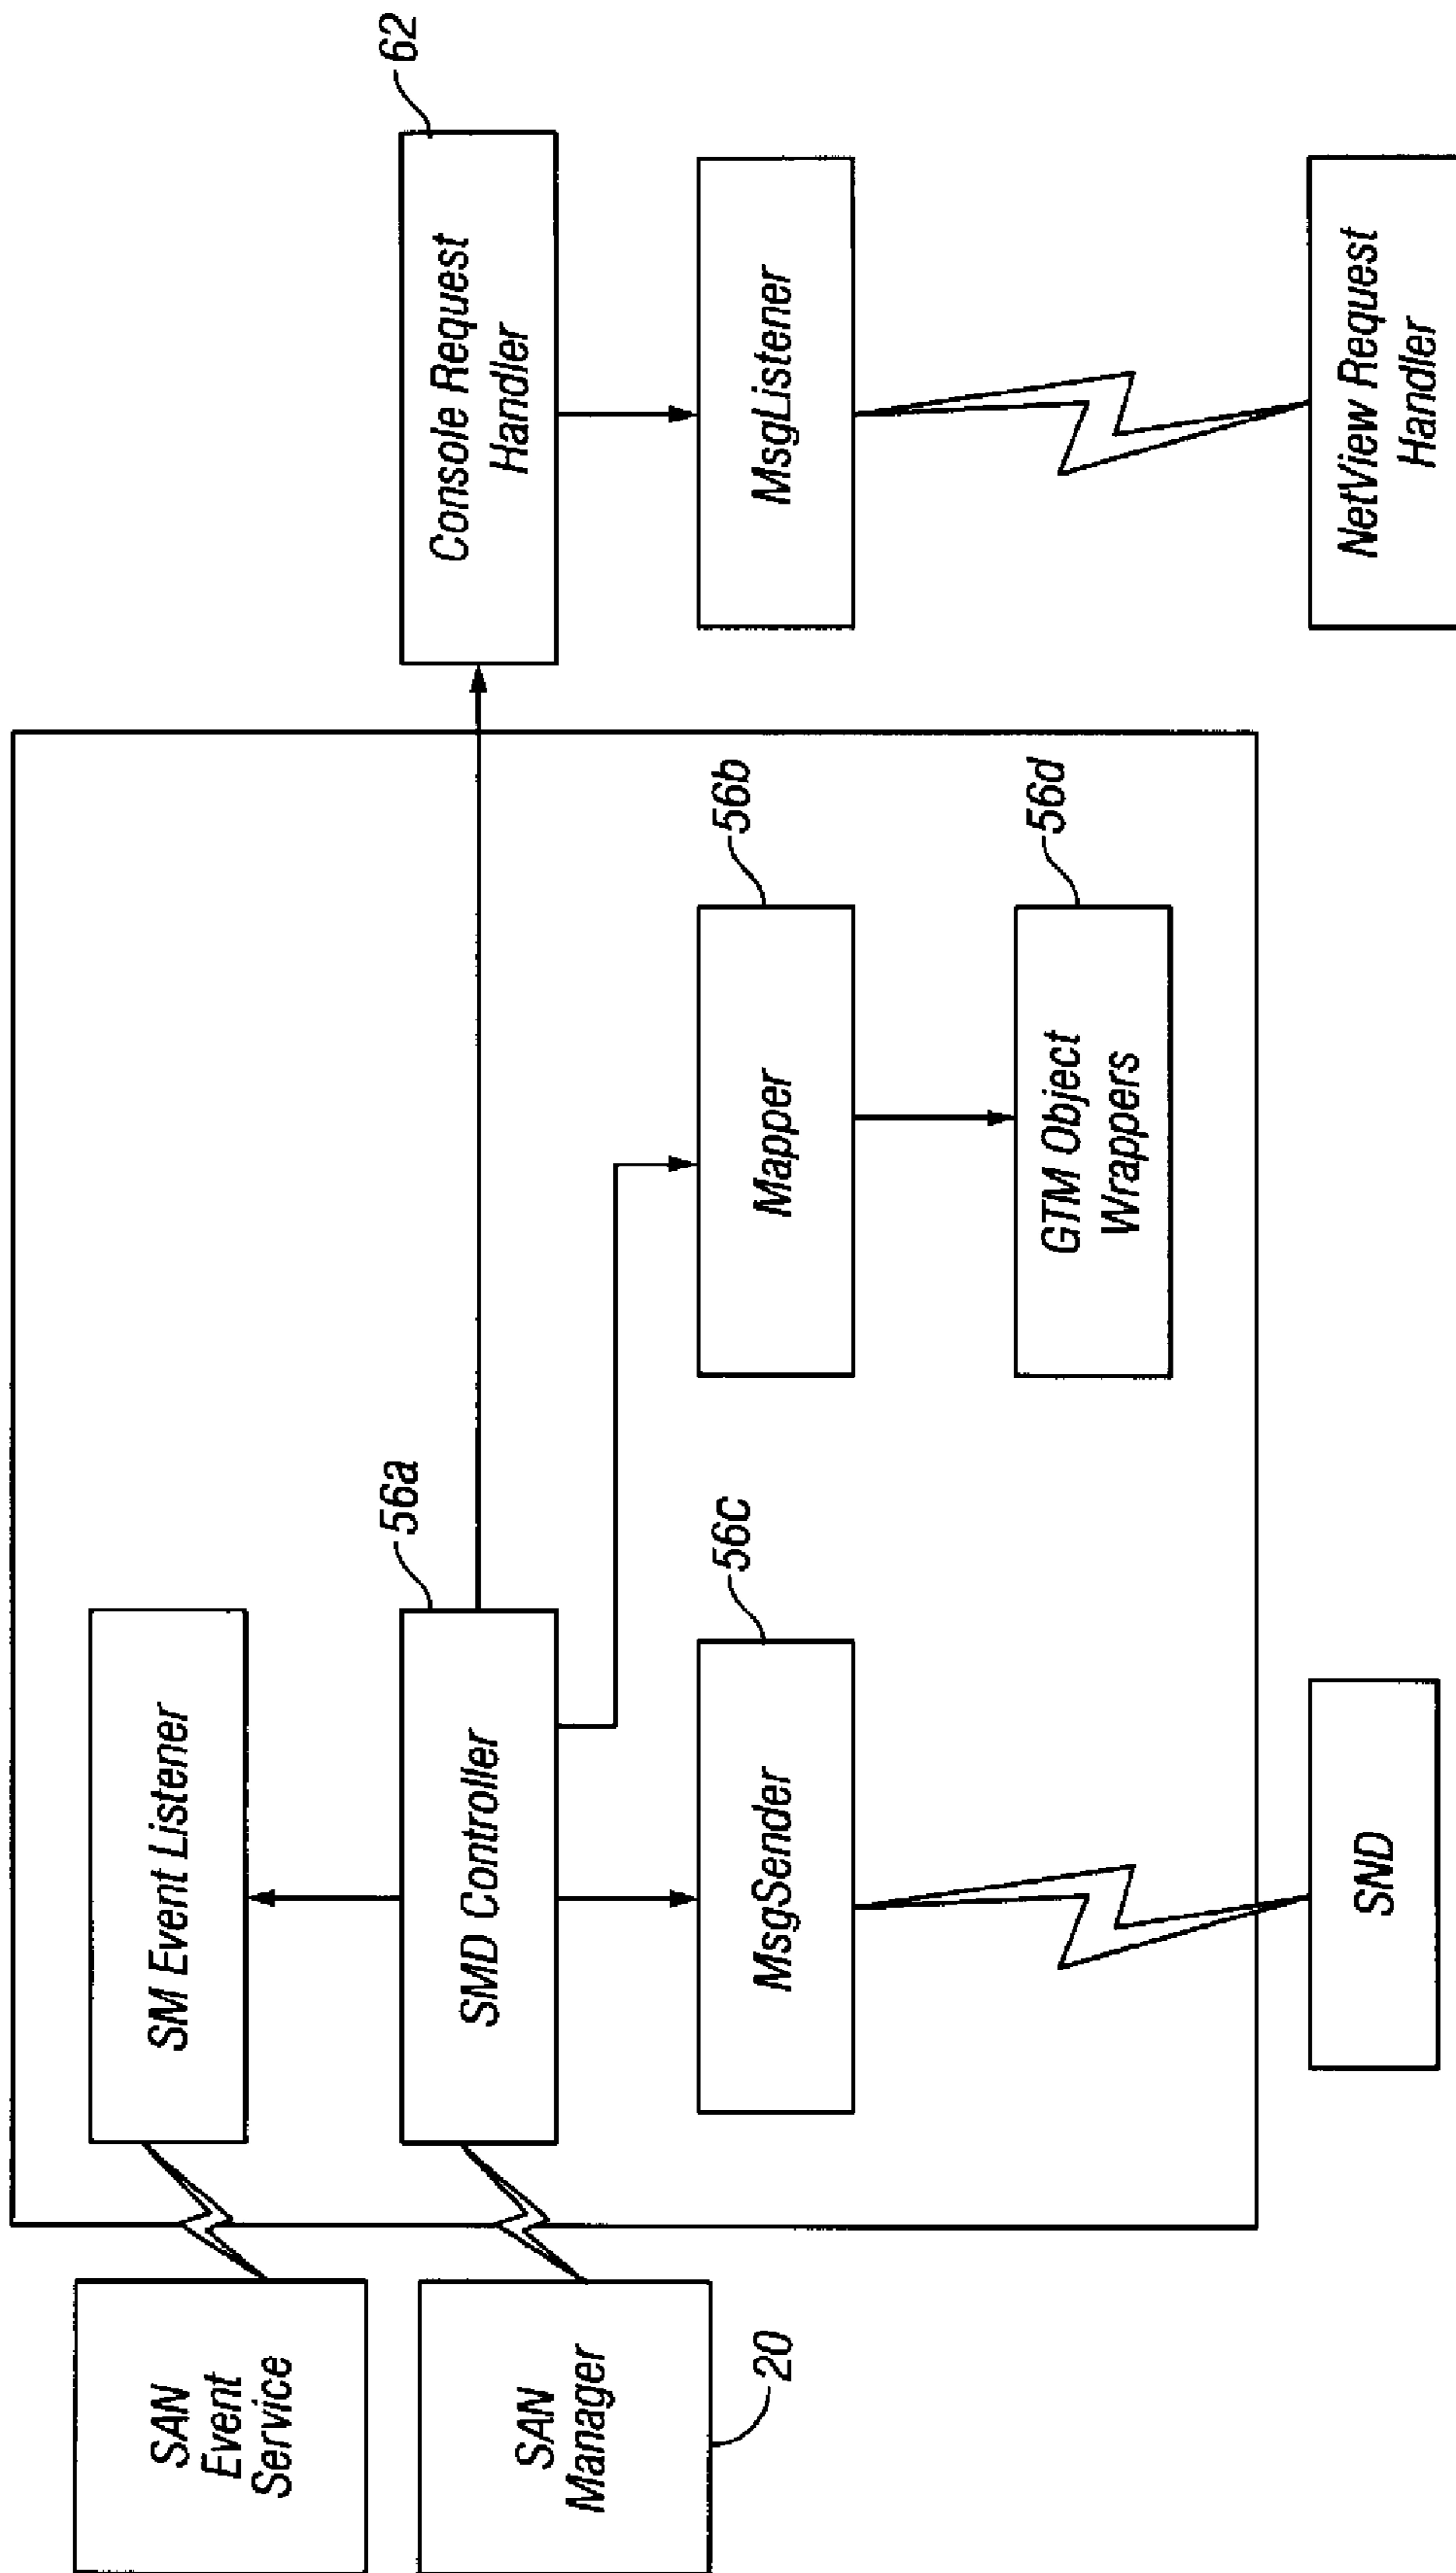 SAN
Event
Service
SM Event Listener
SAN
Manager
20
SMD Controller
56a
Console Request
Handler
62
MsgSender
56c
Mapper
56b
MsgListener
GTM Object
Wrappers
56d
SND
NetView Request
Handler